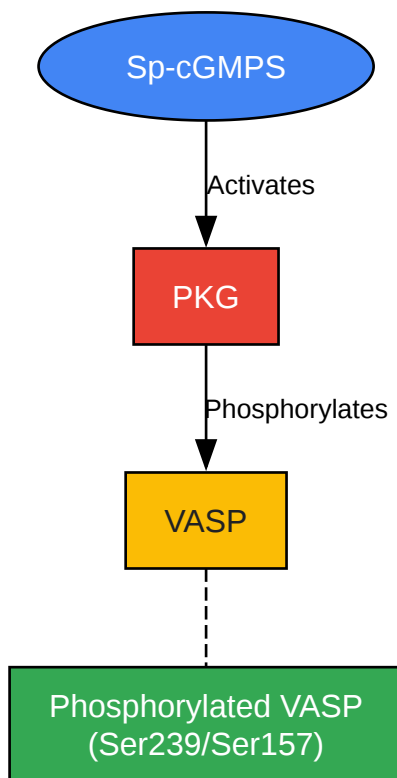 Sp-cGMPS
Activates
PKG
Phosphorylates
VASP
Phosphorylated VASP
(Ser239/Ser157)